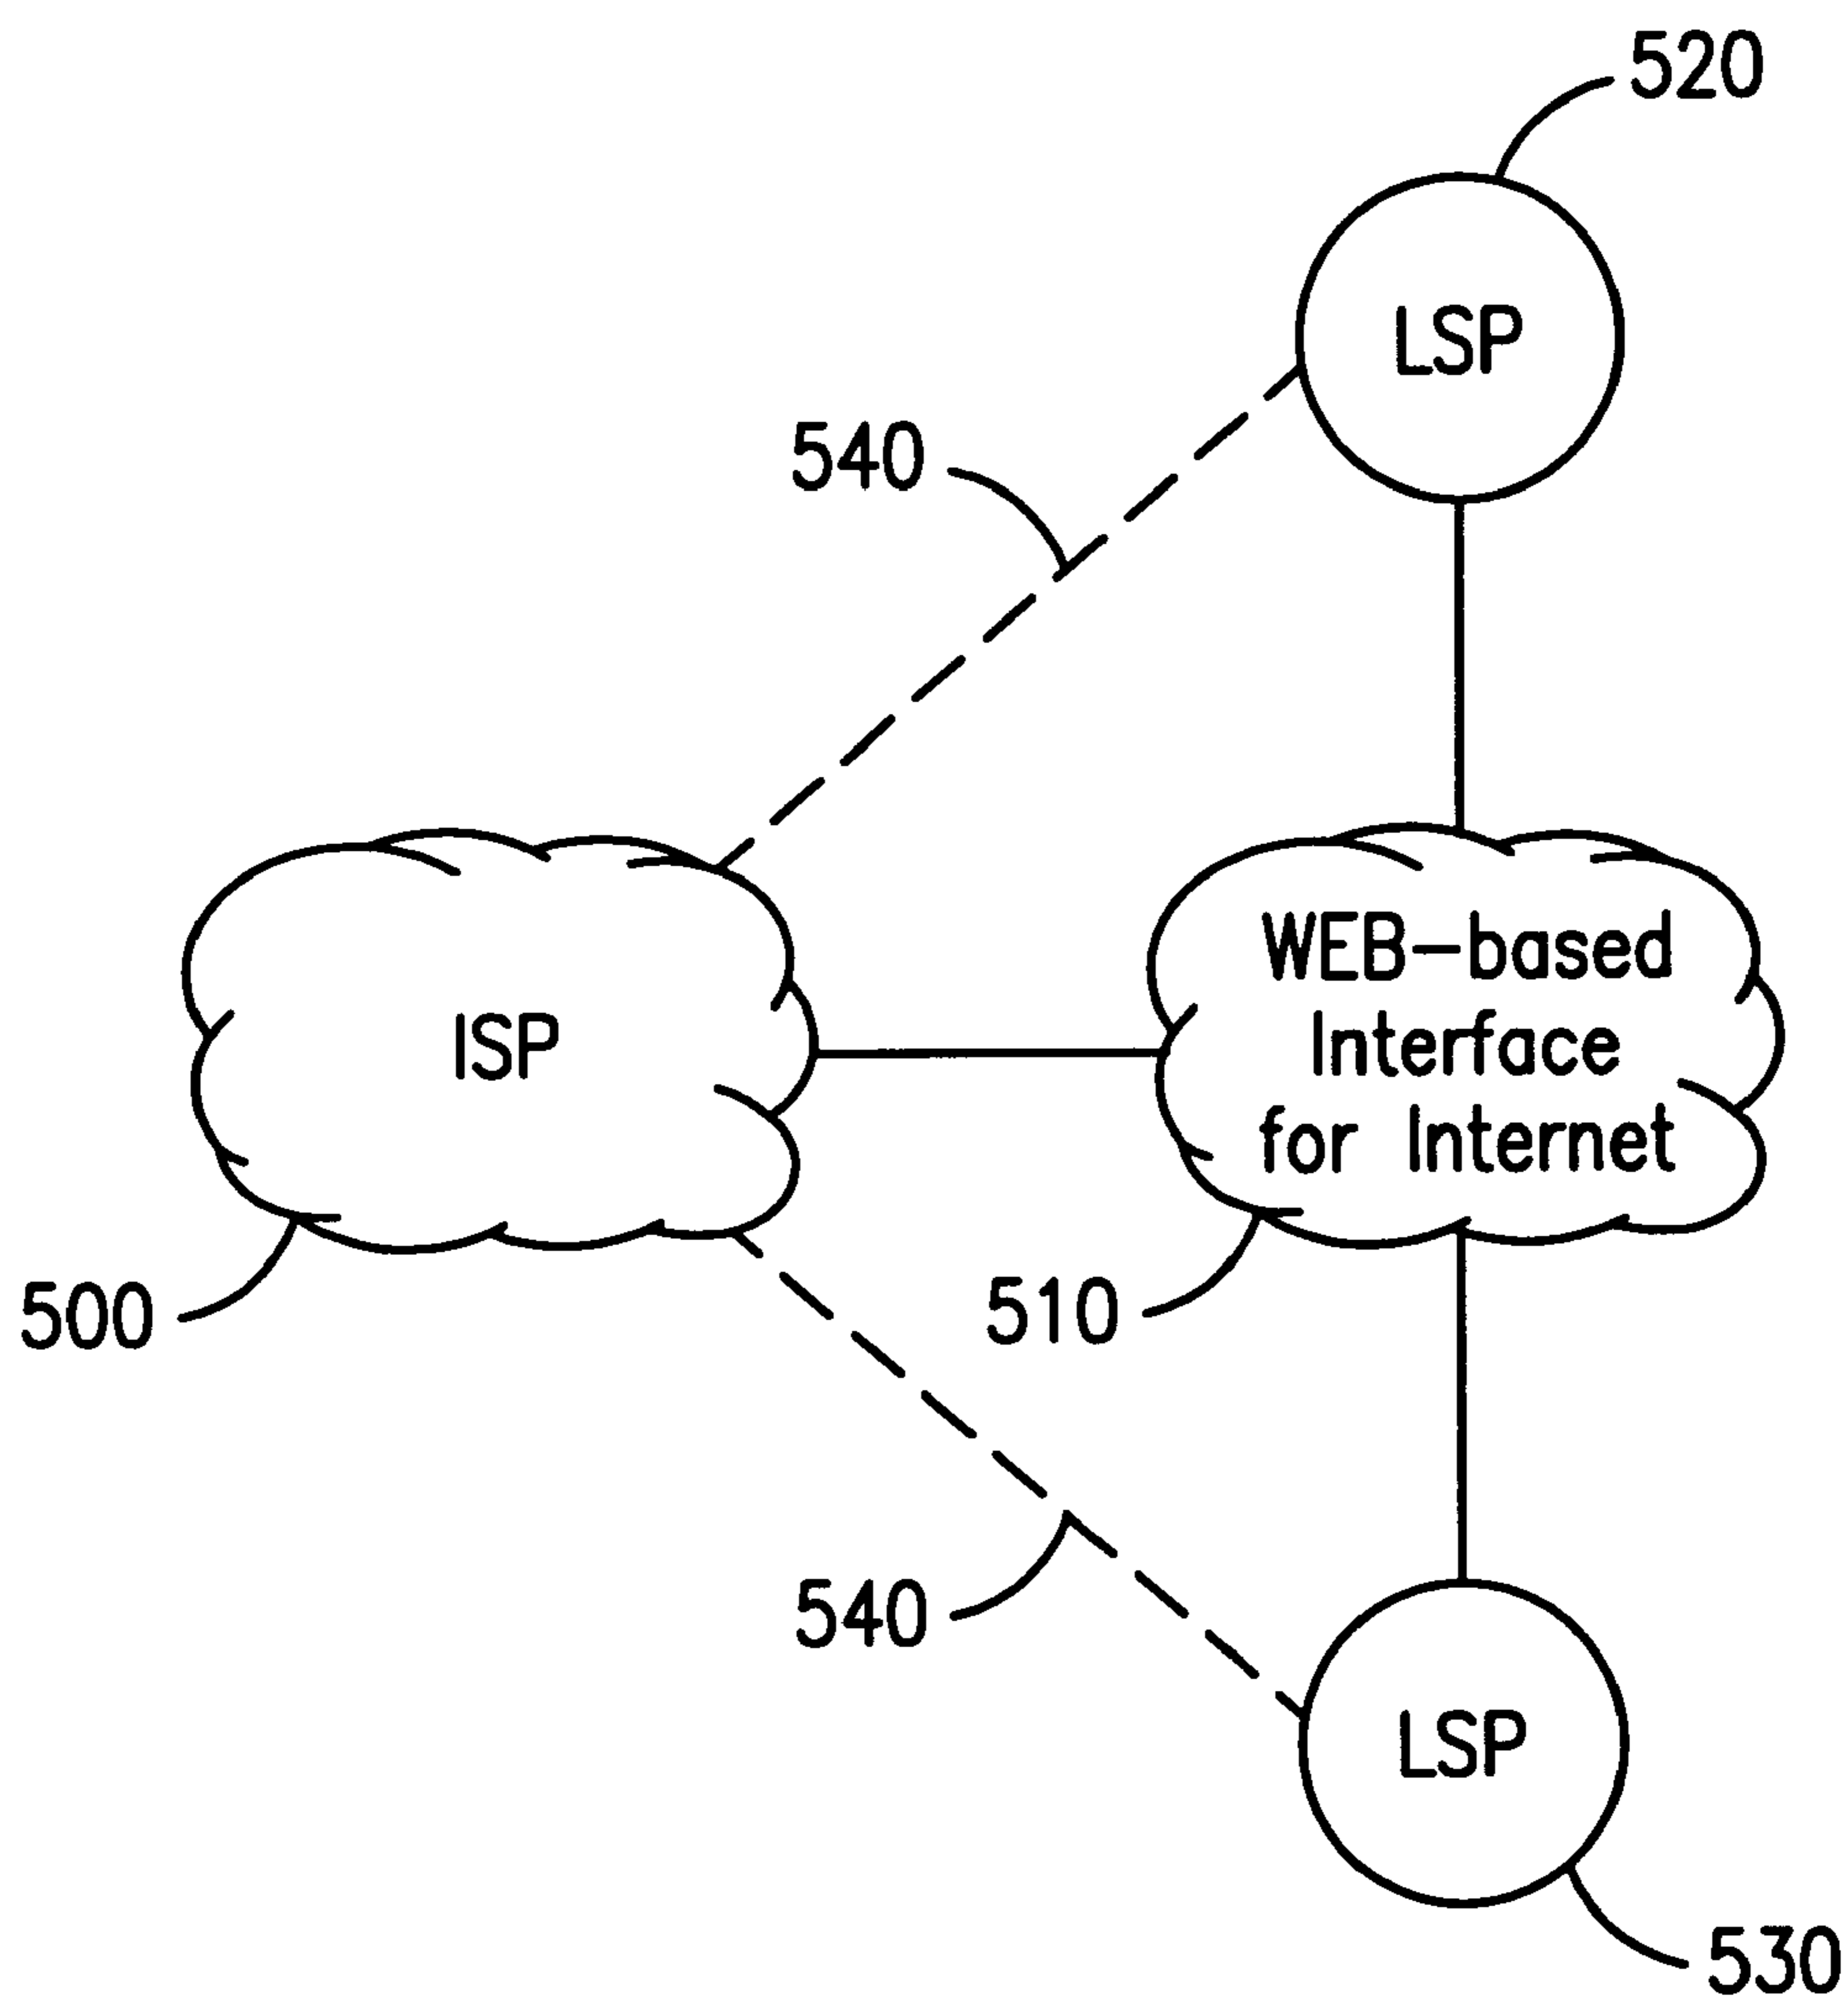 520
LSP
540
WEB-based
Interface
for Internet
ISP
500
510
540
LSP
530